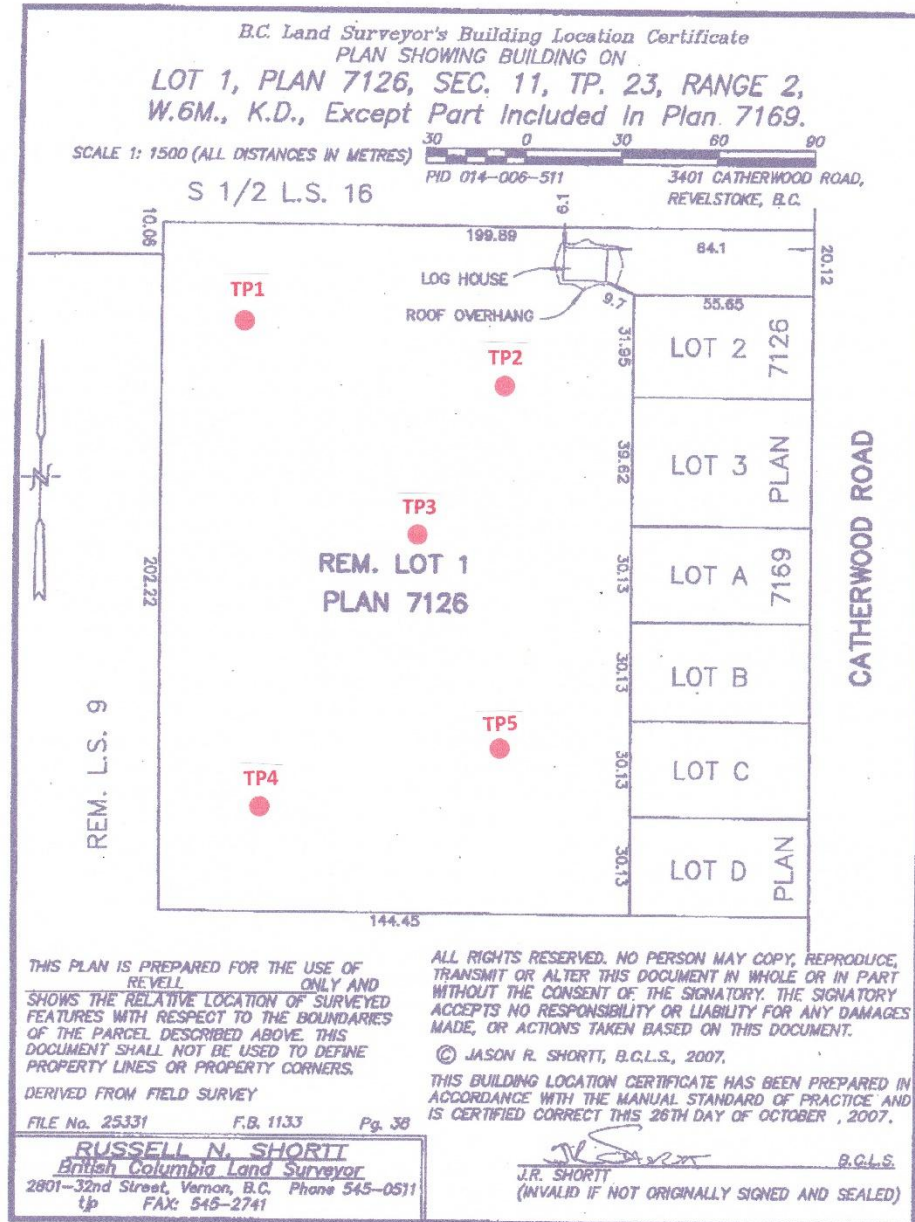 B.C. Land Surveyor's Building Location Certificate
PLAN SHOWING BUILDING ON
LOT 1, PLAN 7126, SEC. 11, TP. 23, RANGE 2,
W.6M., K.D., Except Part Included In Plan 7169.
SCALE 1: 1500 (ALL DISTANCES IN METRES)
30 0 30 60 90
PID 014-006-511
3401 CATHERWOOD ROAD,
REVELSTOKE, B.C.
S 1/2 L.S. 16
10.06
199.89
1.9
84.1
20.12
LOG HOUSE
ROOF OVERHANG
9.7
55.65
TP1
TP2
TP3
TP4
TP5
31.95
LOT 2
7126
39.62
LOT 3
PLAN
30.13
LOT A
7169
30.13
LOT B
30.13
LOT C
30.13
LOT D
PLAN
CATHERWOOD ROAD
N
REM. LOT 1
PLAN 7126
202.22
REM. L.S. 9
144.45
THIS PLAN IS PREPARED FOR THE USE OF
REVELL ONLY AND
SHOWS THE RELATIVE LOCATION OF SURVEYED
FEATURES WITH RESPECT TO THE BOUNDARIES
OF THE PARCEL DESCRIBED ABOVE. THIS
DOCUMENT SHALL NOT BE USED TO DEFINE
PROPERTY LINES OR PROPERTY CORNERS.
DERIVED FROM FIELD SURVEY
FILE No. 25331 F.B. 1133 Pg. 38
RUSSELL N. SHORTT
British Columbia Land Surveyor
2801-32nd Street, Vernon, B.C. Phone 545-0511
tjp FAX: 545-2741
ALL RIGHTS RESERVED. NO PERSON MAY COPY, REPRODUCE,
TRANSMIT OR ALTER THIS DOCUMENT IN WHOLE OR IN PART
WITHOUT THE CONSENT OF THE SIGNATORY. THE SIGNATORY
ACCEPTS NO RESPONSIBILITY OR LIABILITY FOR ANY DAMAGES
MADE, OR ACTIONS TAKEN BASED ON THIS DOCUMENT.
© JASON R. SHORTT, B.C.L.S., 2007.
THIS BUILDING LOCATION CERTIFICATE HAS BEEN PREPARED IN
ACCORDANCE WITH THE MANUAL STANDARD OF PRACTICE AND
IS CERTIFIED CORRECT THIS 26TH DAY OF OCTOBER , 2007.
JR Shortt B.C.L.S.
J.R. SHORTT
(INVALID IF NOT ORIGINALLY SIGNED AND SEALED)